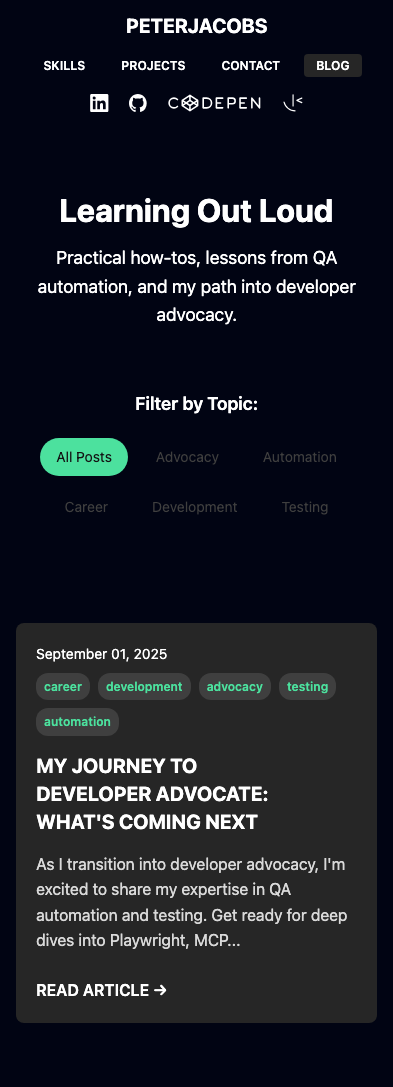 PETERJACOBS
SKILLS PROJECTS CONTACT BLOG
in CODEPEN
Learning Out Loud
Practical how-tos, lessons from QA
automation, and my path into developer
advocacy.
Filter by Topic:
All Posts Advocacy Automation
Career Development Testing
September 01, 2025
career development advocacy testing
automation
MY JOURNEY TO
DEVELOPER ADVOCATE:
WHAT'S COMING NEXT
As I transition into developer advocacy, I'm
excited to share my expertise in QA
automation and testing. Get ready for deep
dives into Playwright, MCP...
READ ARTICLE →